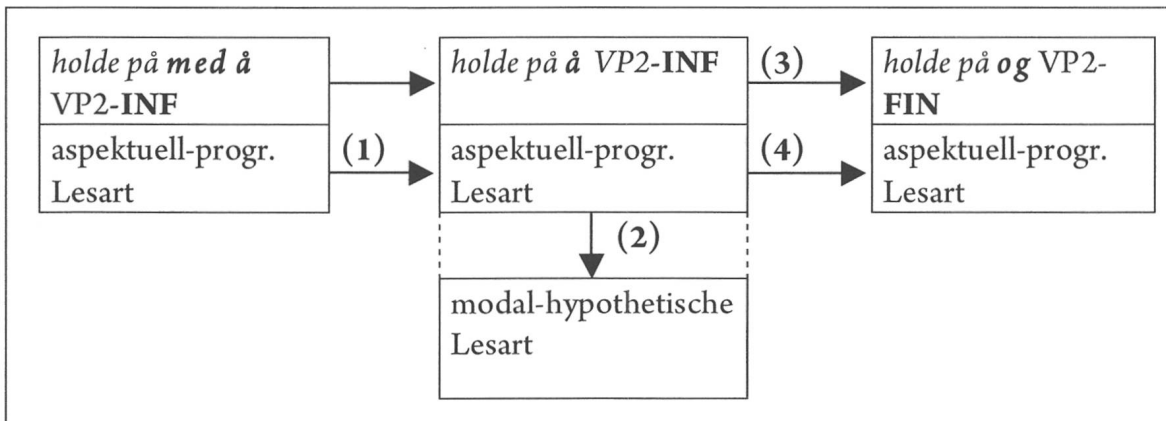 holde på med å
VP2-INF
aspektuell-progr.
Lesart
(1)
holde på å VP2-INF
aspektuell-progr.
Lesart
(2)
modal-hypothetische
Lesart
(3)
(4)
holde på og VP2-
FIN
aspektuell-progr.
Lesart